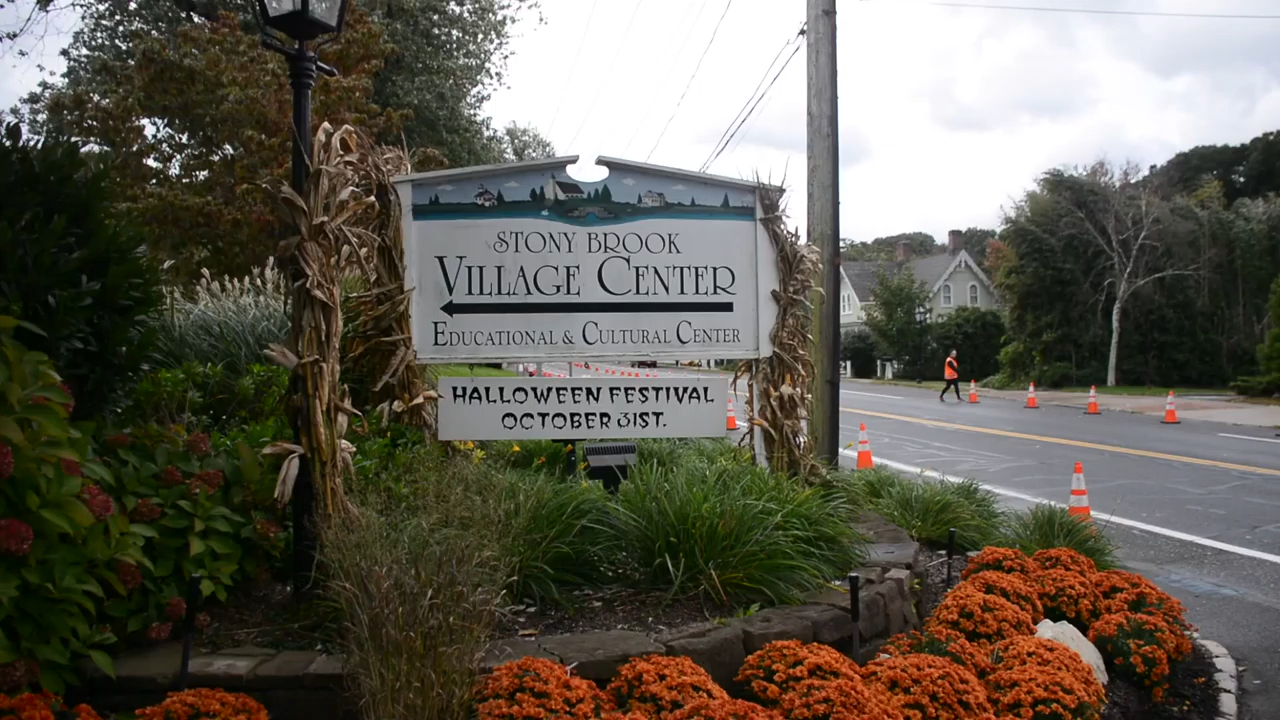 STONY BROOK
VILLAGE CENTER
EDUCATIONAL & CULTURAL CENTER
HALLOWEEN FESTIVAL
OCTOBER 31ST.